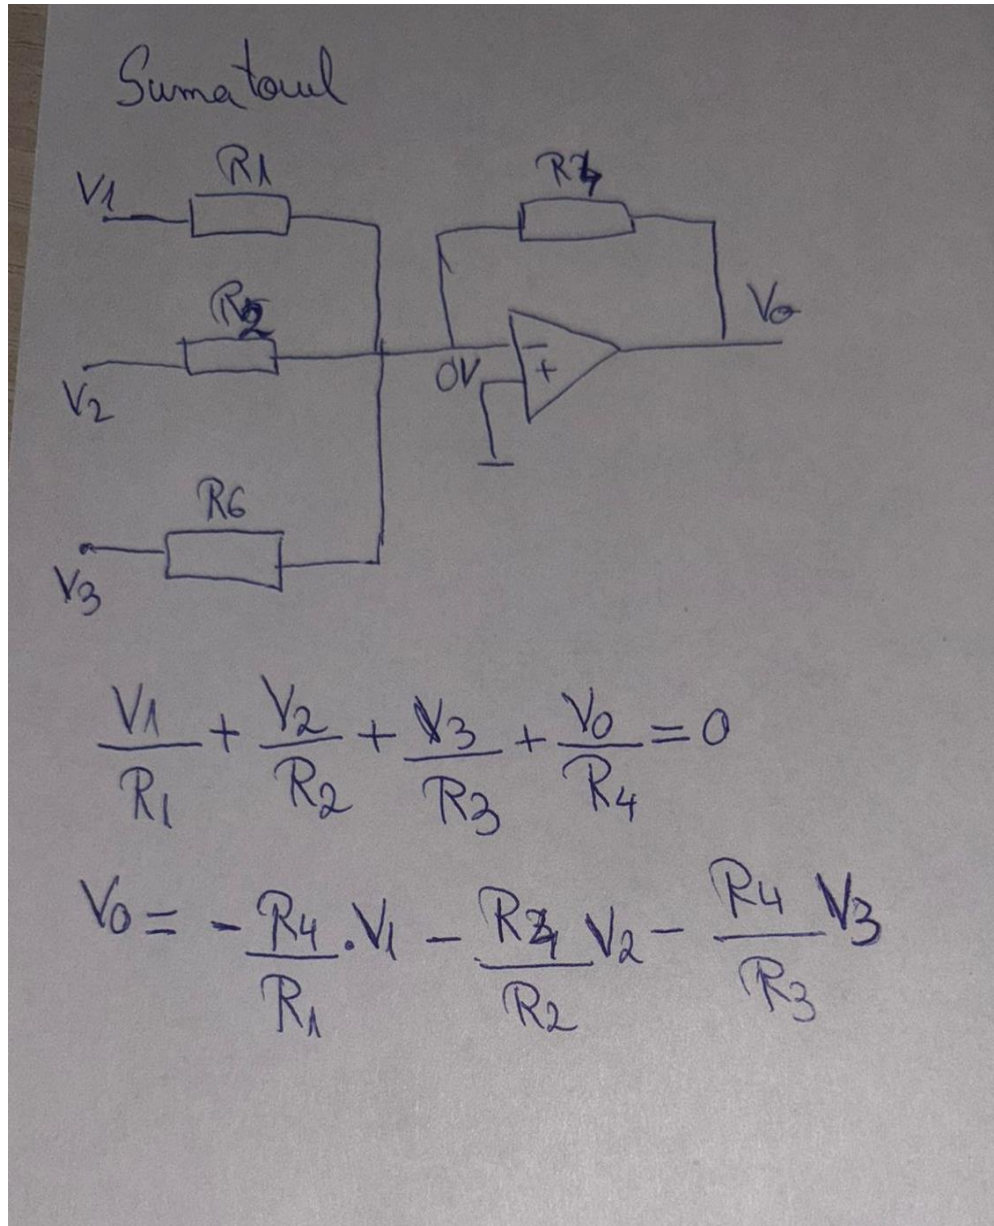 Sumatorul
V1 R1 R4
R2 V0
V2 0V - +
R6
V3
V1/R1 + V2/R2 + V3/R3 + V0/R4 = 0
V0 = - R4/R1 . V1 - R4/R2 V2 - R4/R3 V3